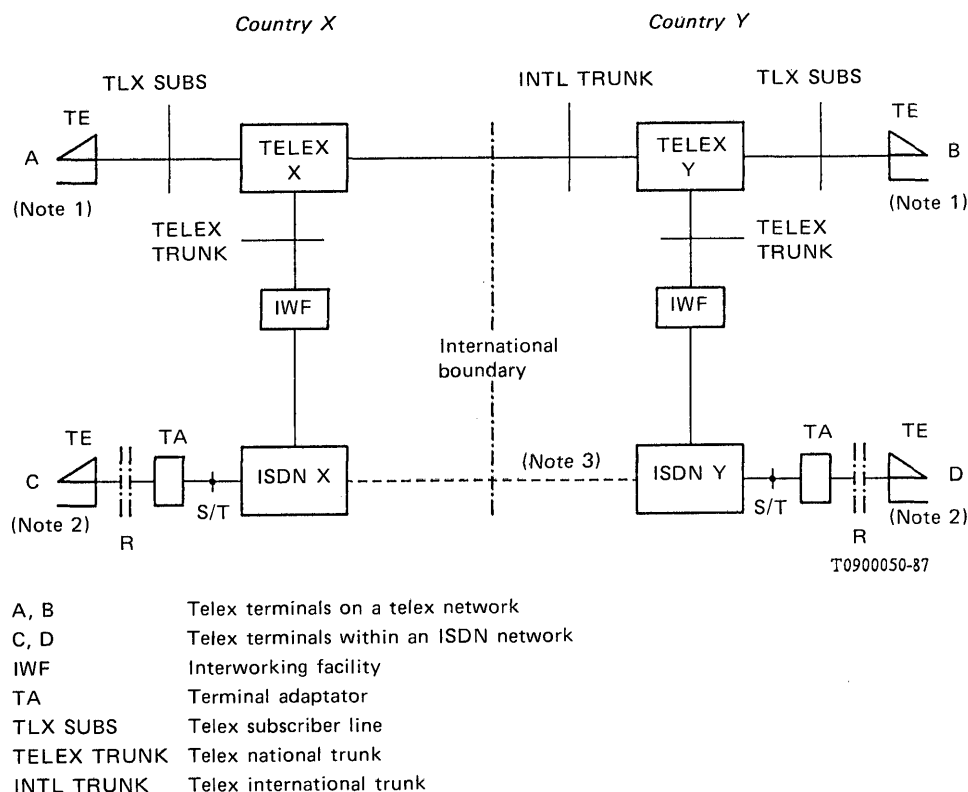 Country X
Country Y
TLX SUBS
INTL TRUNK
TLX SUBS
TE
TE
A
TELEX
X
TELEX
Y
B
(Note 1)
(Note 1)
TELEX
TRUNK
TELEX
TRUNK
IWF
IWF
International
boundary
TE
TA
TA
TE
C
ISDN X
(Note 3)
ISDN Y
D
(Note 2)
S/T
S/T
(Note 2)
R
R
T0900050-87
A, B Telex terminals on a telex network
C, D Telex terminals within an ISDN network
IWF Interworking facility
TA Terminal adaptator
TLX SUBS Telex subscriber line
TELEX TRUNK Telex national trunk
INTL TRUNK Telex international trunk